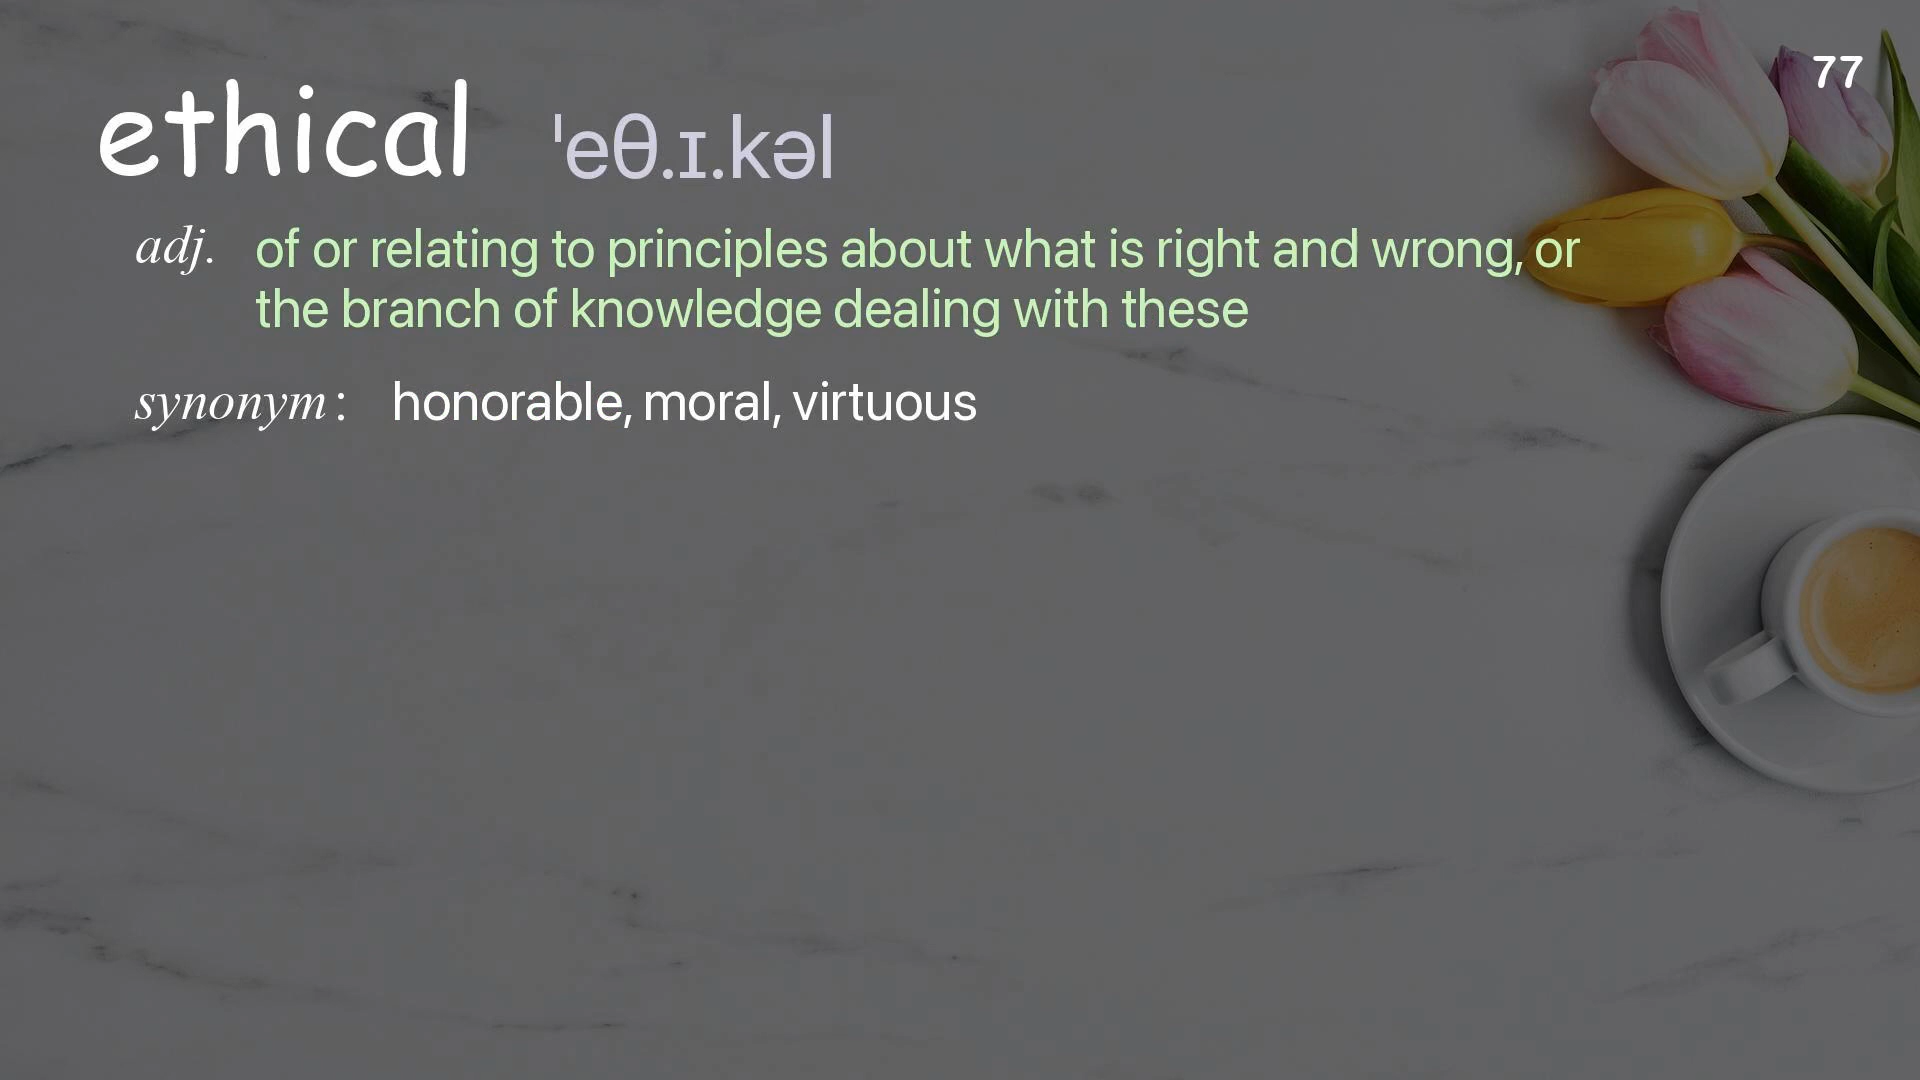 77
ethical ˈeθ.ɪ.kəl
adj. of or relating to principles about what is right and wrong, or
the branch of knowledge dealing with these
synonym : honorable, moral, virtuous